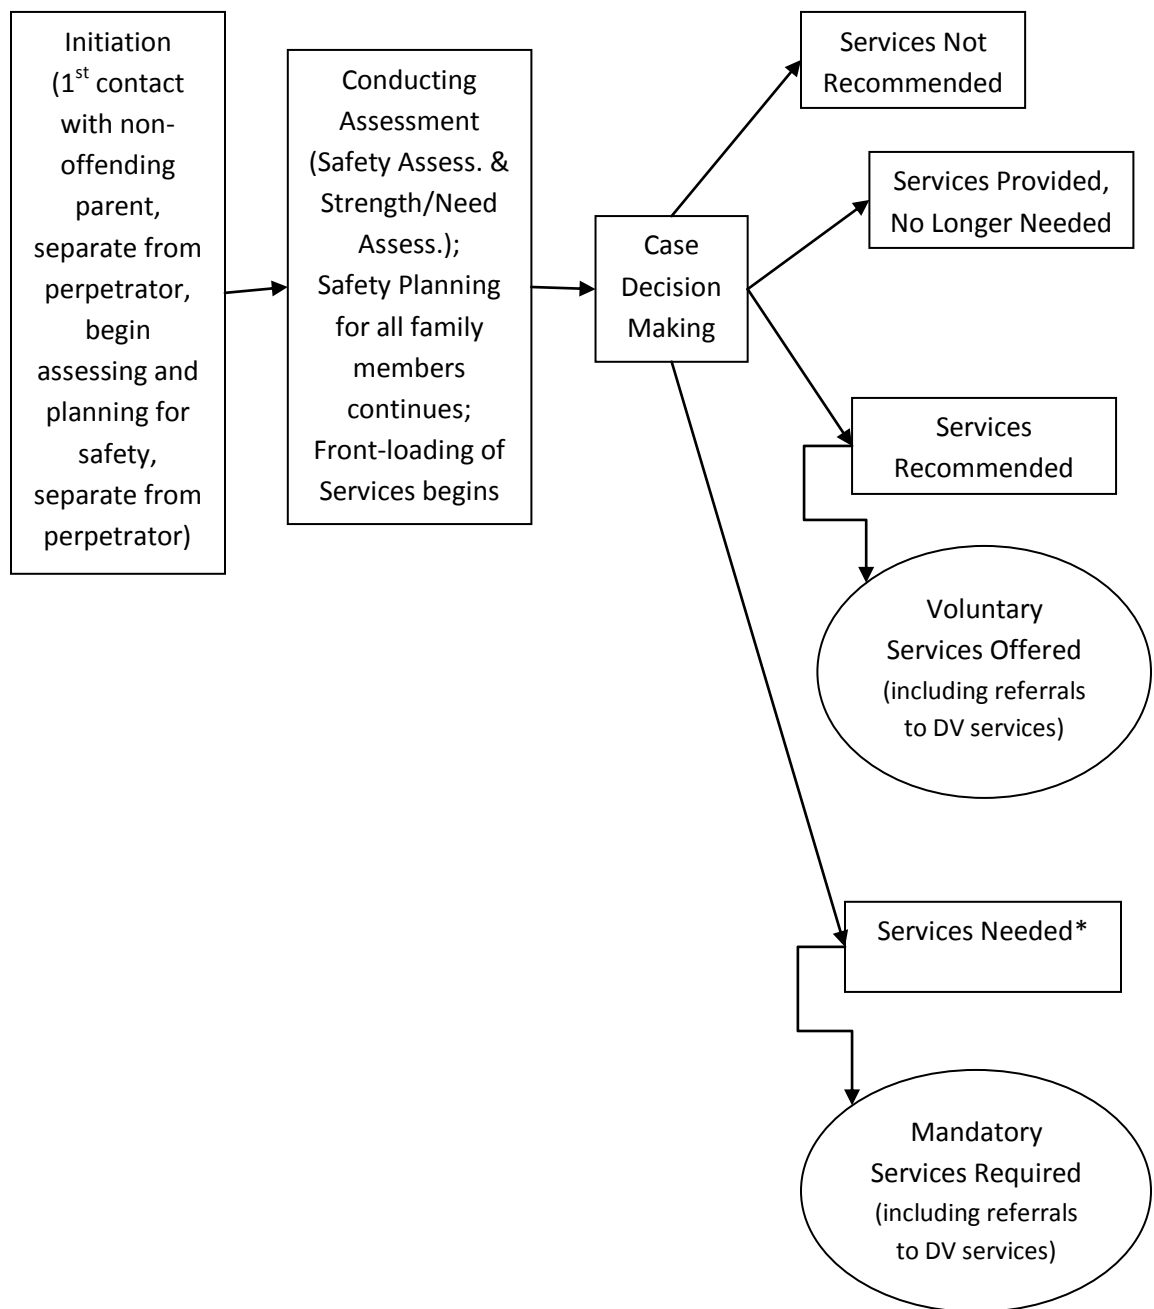 Initiation
(1st contact
with non-
offending
parent,
separate from
perpetrator,
begin
assessing and
planning for
safety,
separate from
perpetrator)
Conducting
Assessment
(Safety Assess. &
Strength/Need
Assess.);
Safety Planning
for all family
members
continues;
Front-loading of
Services begins
Case
Decision
Making
Services Not
Recommended
Services Provided,
No Longer Needed
Services
Recommended
Voluntary
Services Offered
(including referrals
to DV services)
Services Needed*
Mandatory
Services Required
(including referrals
to DV services)